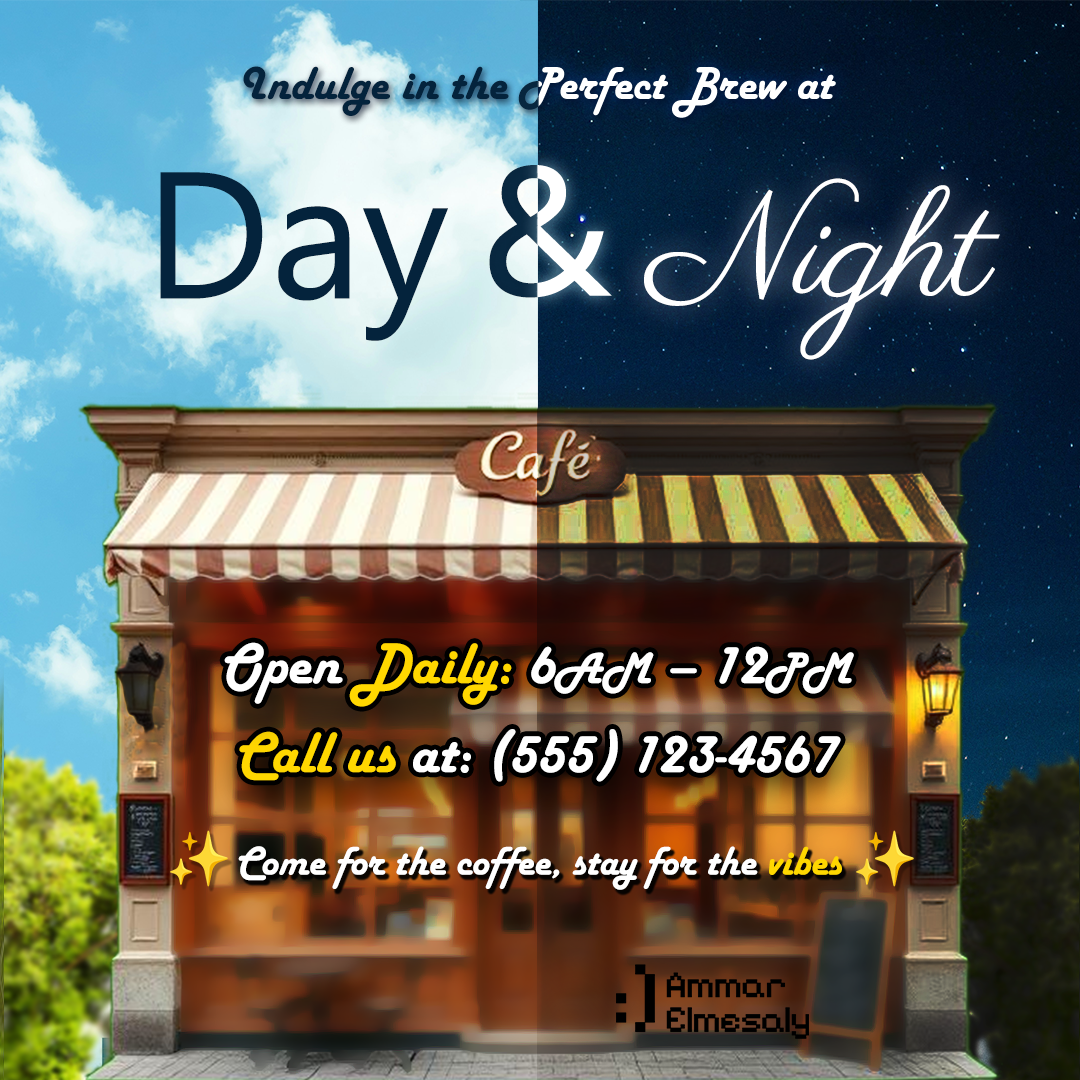 Indulge in the Perfect Brew at
Day & Night
Café
Open Daily: 6AM – 12PM
Call us at: (555) 123-4567
✨ Come for the coffee, stay for the vibes ✨
:] Ammar
Elmesaly